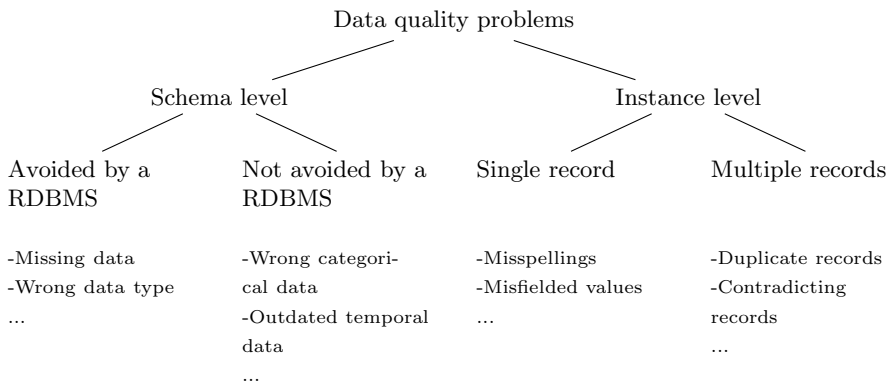 Data quality problems
Schema level
Instance level
Avoided by a
RDBMS
-Missing data
-Wrong data type
...
Not avoided by a
RDBMS
-Wrong categori-
cal data
-Outdated temporal
data
...
Single record
-Misspellings
-Misfielded values
...
Multiple records
-Duplicate records
-Contradicting
records
...